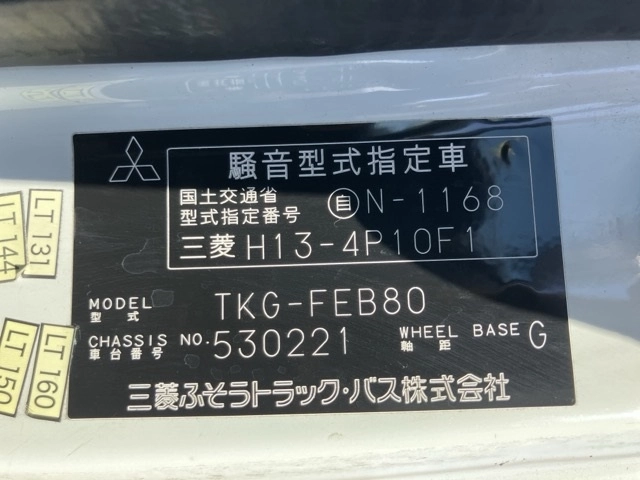 騒音型式指定車
国土交通省
型式指定番号 自 N-1168
三菱 H13-4P10F1
MODEL
型式 TKG-FEB80
CHASSIS NO. 530221 WHEEL BASE G
車台番号 軸距
三菱ふそうトラック・バス株式会社
LT 131
LT 144
LT 160
LT 150